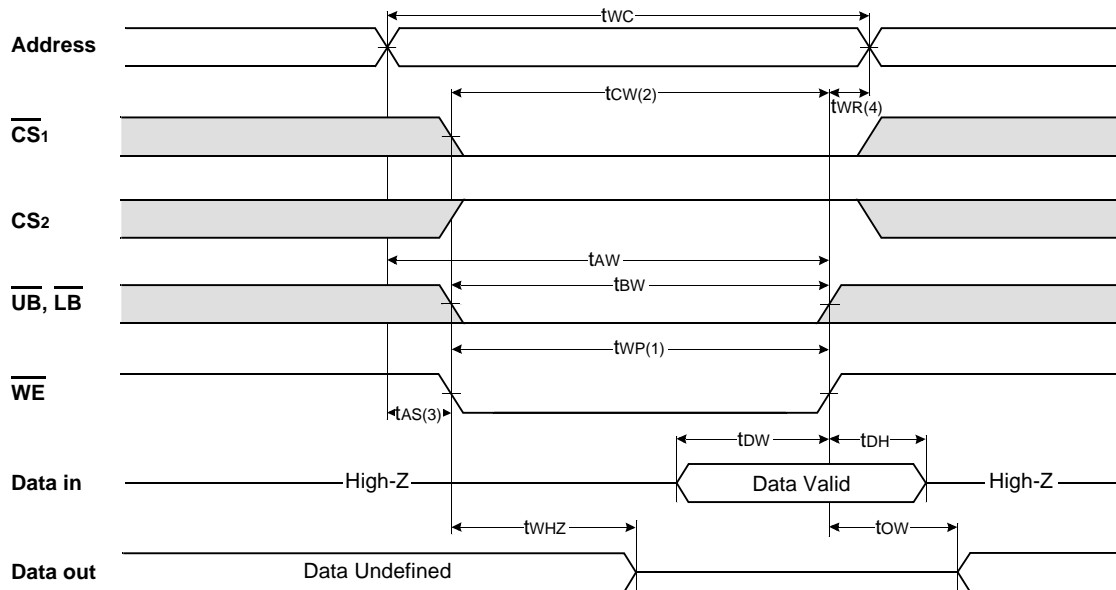 tWC
Address
tCW(2)
tWR(4)
CS1
CS2
tAW
tBW
UB, LB
tWP(1)
WE
tAS(3)
tDW
tDH
Data in
High-Z
Data Valid
High-Z
tWHZ
tOW
Data out
Data Undefined